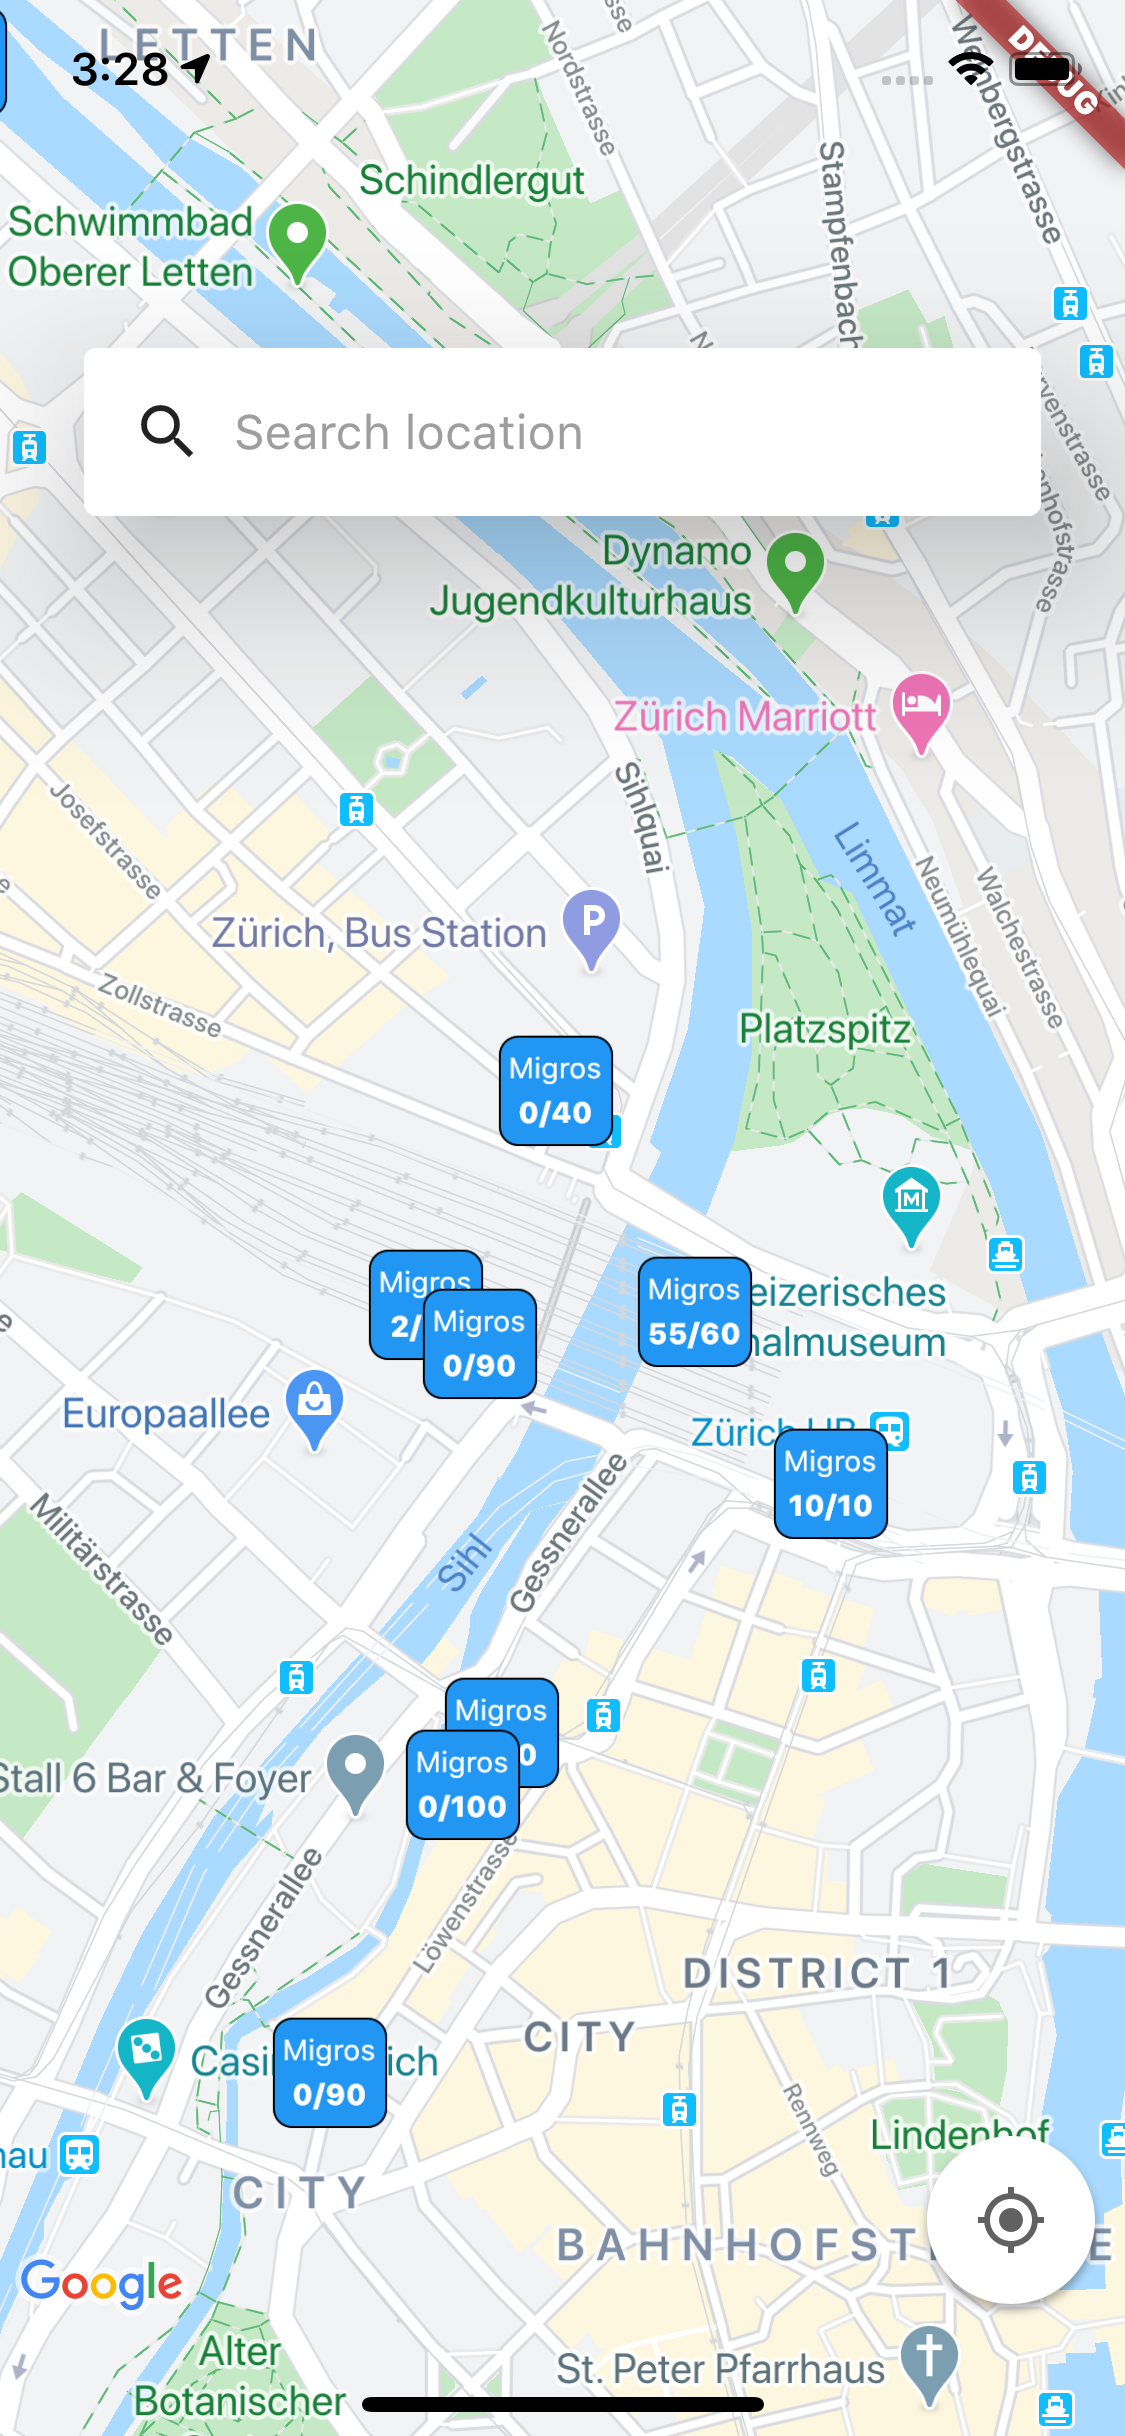 LETTEN
3:28
DEBUG
Nordstrasse
Weinbergstrasse
Schindlergut
Stampfenbach
Schwimmbad
Oberer Letten
Search location
Dynamo
Jugendkulturhaus
Zürich Marriott
Sihlquai
Josefstrasse
Limmat
Neumühlequai
Walchestrasse
Zürich, Bus Station
Zollstrasse
Platzspitz
Migros
0/40
Migros
2/
Migros
0/90
Migros
55/60
eizerisches
nalmuseum
Europaallee
Zürich HB
Migros
10/10
Militärstrasse
Sihl
Gessnerallee
Migros
0
Migros
0/100
Stall 6 Bar & Foyer
Gessnerallee
Löwenstrasse
DISTRICT 1
CITY
Migros
0/90
Casi
ich
Rennweg
Lindenhof
nau
CITY
BAHNHOFST
E
Google
Alter
Botanischer
St. Peter Pfarrhaus